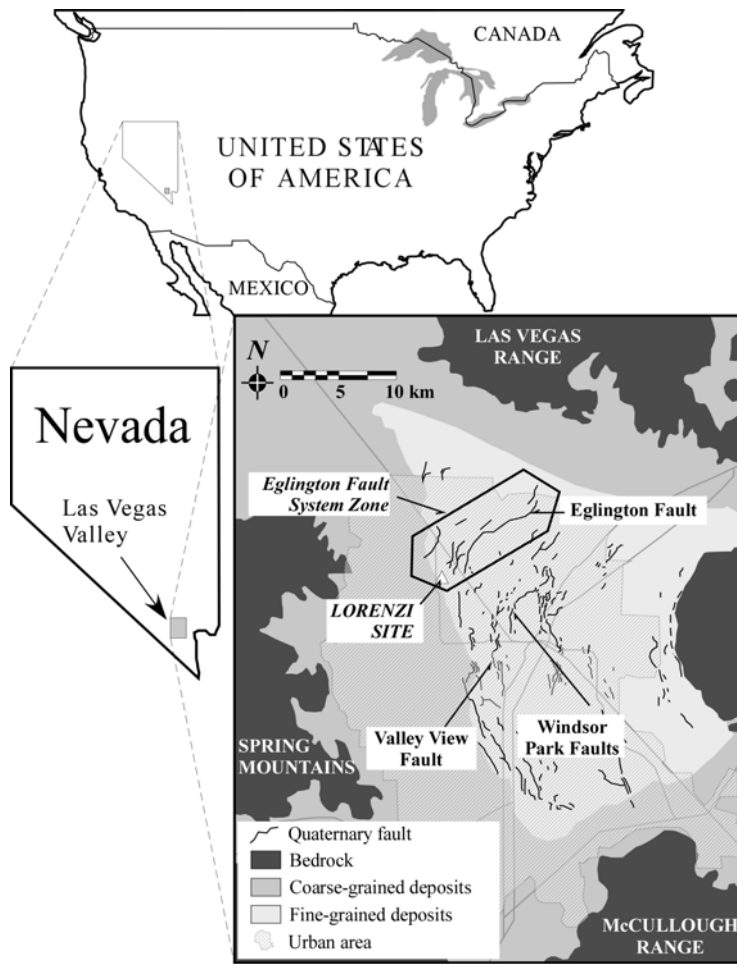 CANADA
UNITED STATES
OF AMERICA
MEXICO
Nevada
Las Vegas
Valley
LAS VEGAS
RANGE
N
0 5 10 km
Eglington Fault
System Zone
Eglington Fault
LORENZI
SITE
Valley View
Fault
Windsor
Park Faults
SPRING
MOUNTAINS
Quaternary fault
Bedrock
Coarse-grained deposits
Fine-grained deposits
Urban area
McCULLOUGH
RANGE